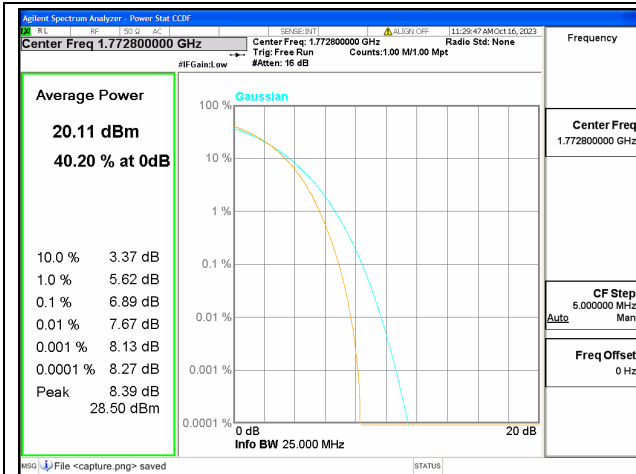 Agilent Spectrum Analyzer - Power Stat CCDF
RL RF 50 Ω AC SENSE:INT ALIGN OFF 11:29:47 AM Oct 16, 2023
Center Freq 1.772800000 GHz
Center Freq: 1.772800000 GHz Radio Std: None
Trig: Free Run Counts:1.00 M/1.00 Mpt
#IFGain:Low #Atten: 16 dB
Frequency
Average Power
20.11 dBm
40.20 % at 0dB
10.0 % 3.37 dB
1.0 % 5.62 dB
0.1 % 6.89 dB
0.01 % 7.67 dB
0.001 % 8.13 dB
0.0001 % 8.27 dB
Peak 8.39 dB
28.50 dBm
Gaussian
100 %
10 %
1 %
0.1 %
0.01 %
0.001 %
0.0001 %
0 dB 20 dB
Info BW 25.000 MHz
Center Freq
1.772800000 GHz
CF Step
5.000000 MHz
Auto Man
Freq Offset
0 Hz
MSG File <capture.png> saved STATUS